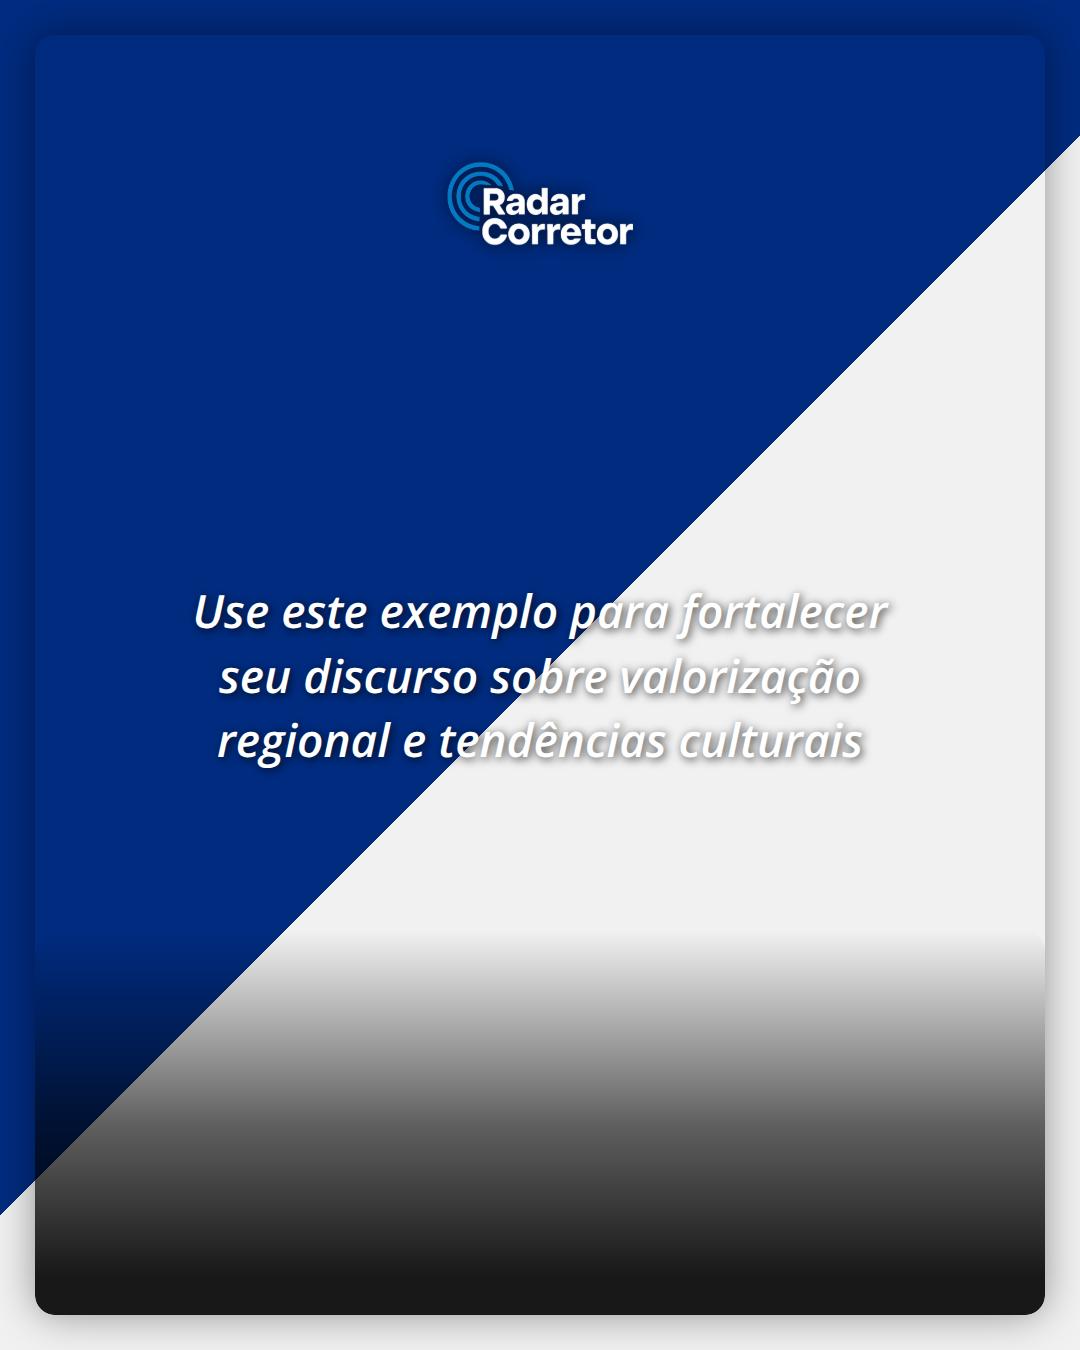 Radar
Corretor
Use este exemplo para fortalecer
seu discurso sobre valorização
regional e tendências culturais